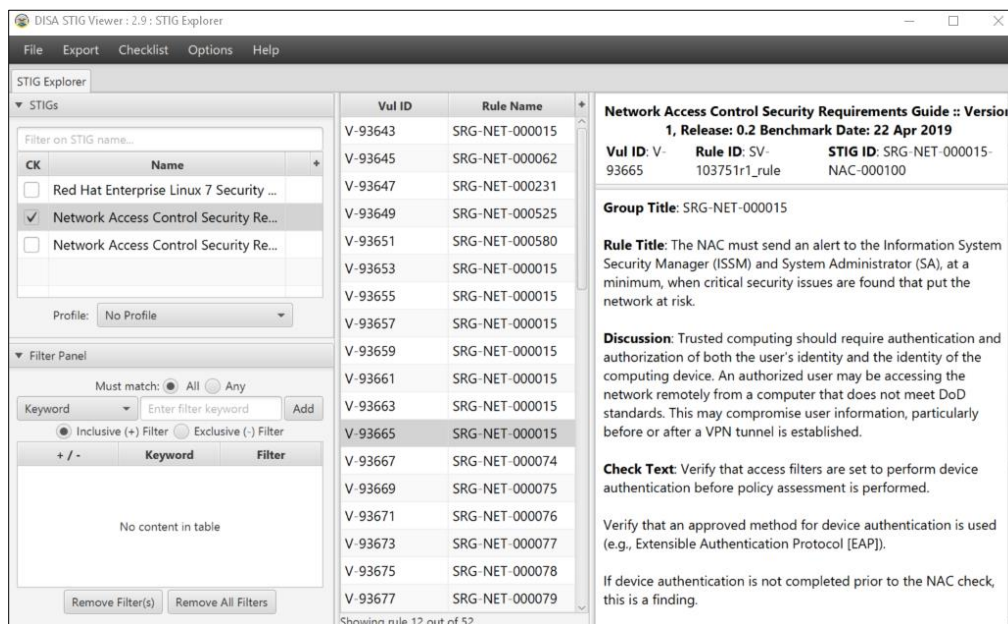 DISA STIG Viewer : 2.9 : STIG Explorer
File Export Checklist Options Help
STIG Explorer
STIGs
Filter on STIG name...
CK Name +
Red Hat Enterprise Linux 7 Security ...
Network Access Control Security Re...
Network Access Control Security Re...
Profile: No Profile
Filter Panel
Must match: All Any
Keyword Enter filter keyword Add
Inclusive (+) Filter Exclusive (-) Filter
+ / - Keyword Filter
No content in table
Remove Filter(s) Remove All Filters
Vul ID Rule Name +
V-93643 SRG-NET-000015
V-93645 SRG-NET-000062
V-93647 SRG-NET-000231
V-93649 SRG-NET-000525
V-93651 SRG-NET-000580
V-93653 SRG-NET-000015
V-93655 SRG-NET-000015
V-93657 SRG-NET-000015
V-93659 SRG-NET-000015
V-93661 SRG-NET-000015
V-93663 SRG-NET-000015
V-93665 SRG-NET-000015
V-93667 SRG-NET-000074
V-93669 SRG-NET-000075
V-93671 SRG-NET-000076
V-93673 SRG-NET-000077
V-93675 SRG-NET-000078
V-93677 SRG-NET-000079
Showing rule 12 out of 52
Network Access Control Security Requirements Guide :: Version
1, Release: 0.2 Benchmark Date: 22 Apr 2019
Vul ID: V- Rule ID: SV- STIG ID: SRG-NET-000015-
93665 103751r1_rule NAC-000100
Group Title: SRG-NET-000015
Rule Title: The NAC must send an alert to the Information System
Security Manager (ISSM) and System Administrator (SA), at a
minimum, when critical security issues are found that put the
network at risk.
Discussion: Trusted computing should require authentication and
authorization of both the user's identity and the identity of the
computing device. An authorized user may be accessing the
network remotely from a computer that does not meet DoD
standards. This may compromise user information, particularly
before or after a VPN tunnel is established.
Check Text: Verify that access filters are set to perform device
authentication before policy assessment is performed.
Verify that an approved method for device authentication is used
(e.g., Extensible Authentication Protocol [EAP]).
If device authentication is not completed prior to the NAC check,
this is a finding.